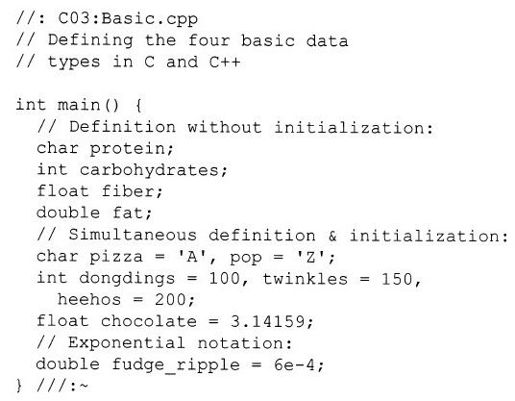 //: C03:Basic.cpp
// Defining the four basic data
// types in C and C++
int main() {
// Definition without initialization:
char protein;
int carbohydrates;
float fiber;
double fat;
// Simultaneous definition & initialization:
char pizza = 'A', pop = 'Z';
int dongdings = 100, twinkles = 150,
heehos = 200;
float chocolate = 3.14159;
// Exponential notation:
double fudge_ripple = 6e-4;
} ///:~